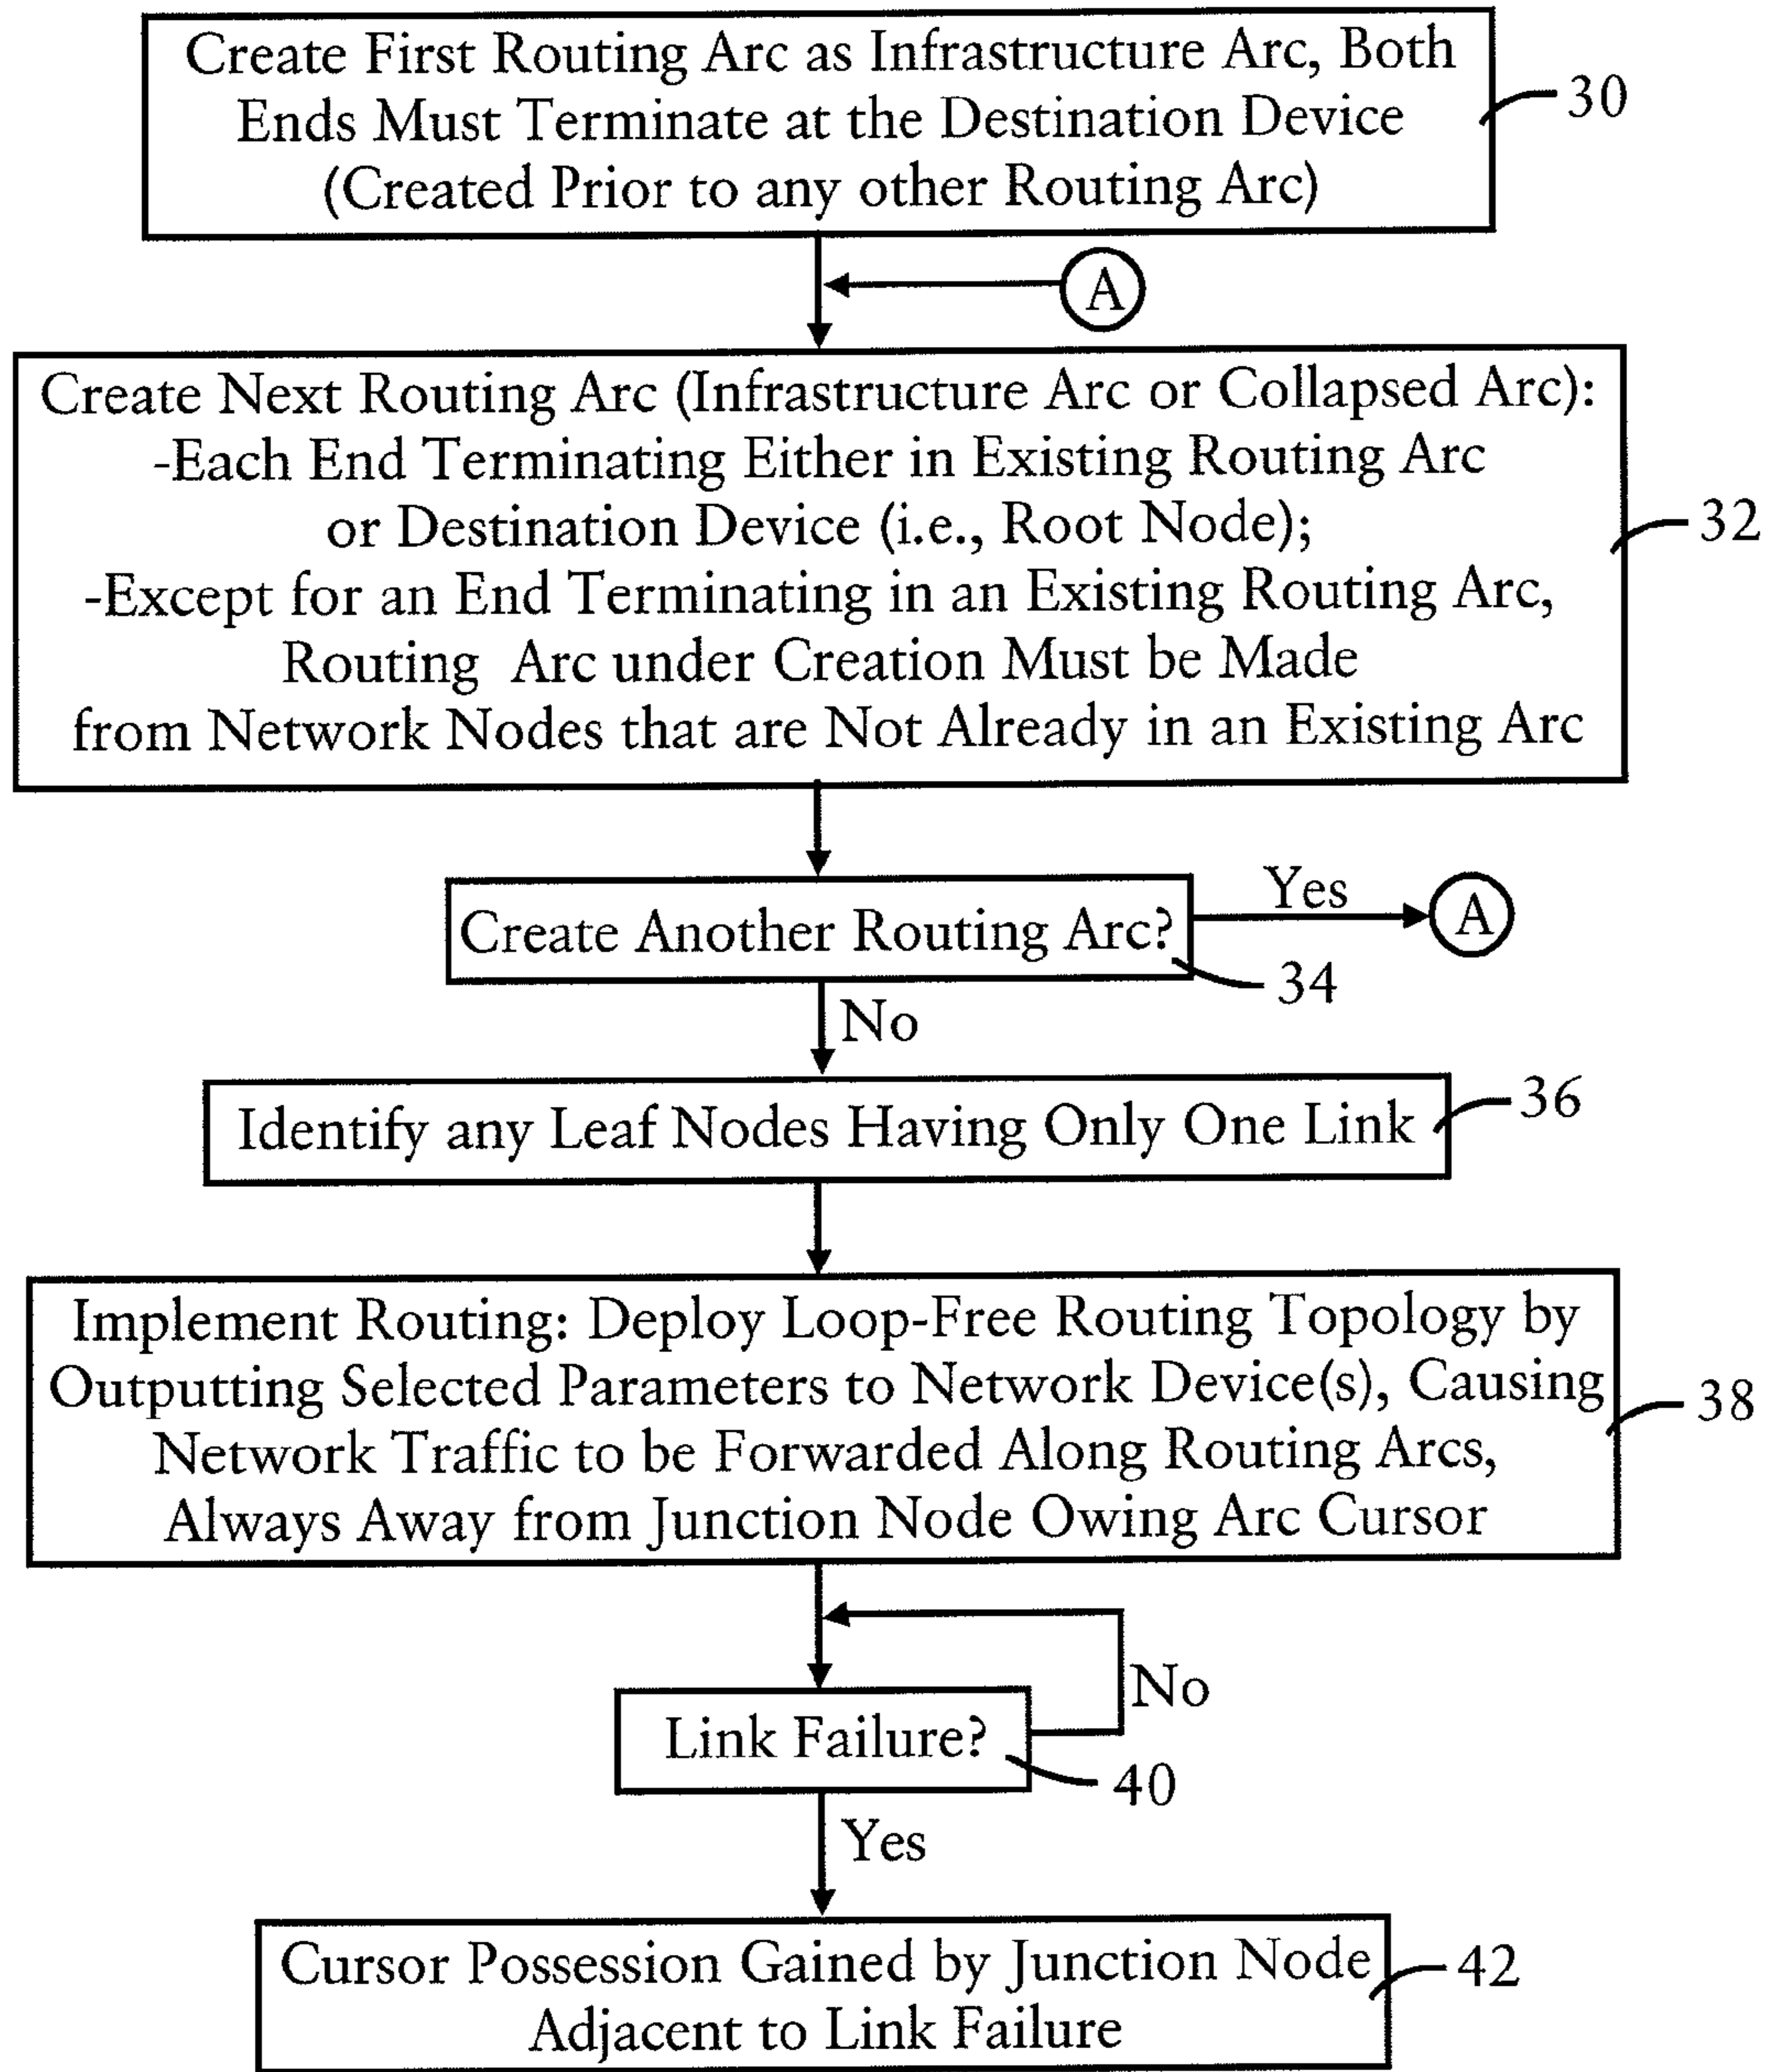 Create First Routing Arc as Infrastructure Arc, Both
Ends Must Terminate at the Destination Device
(Created Prior to any other Routing Arc)
30
A
Create Next Routing Arc (Infrastructure Arc or Collapsed Arc):
-Each End Terminating Either in Existing Routing Arc
or Destination Device (i.e., Root Node);
-Except for an End Terminating in an Existing Routing Arc,
Routing Arc under Creation Must be Made
from Network Nodes that are Not Already in an Existing Arc
32
Create Another Routing Arc?
Yes
A
34
No
Identify any Leaf Nodes Having Only One Link
36
Implement Routing: Deploy Loop-Free Routing Topology by
Outputting Selected Parameters to Network Device(s), Causing
Network Traffic to be Forwarded Along Routing Arcs,
Always Away from Junction Node Owing Arc Cursor
38
No
Link Failure?
40
Yes
Cursor Possession Gained by Junction Node
Adjacent to Link Failure
42